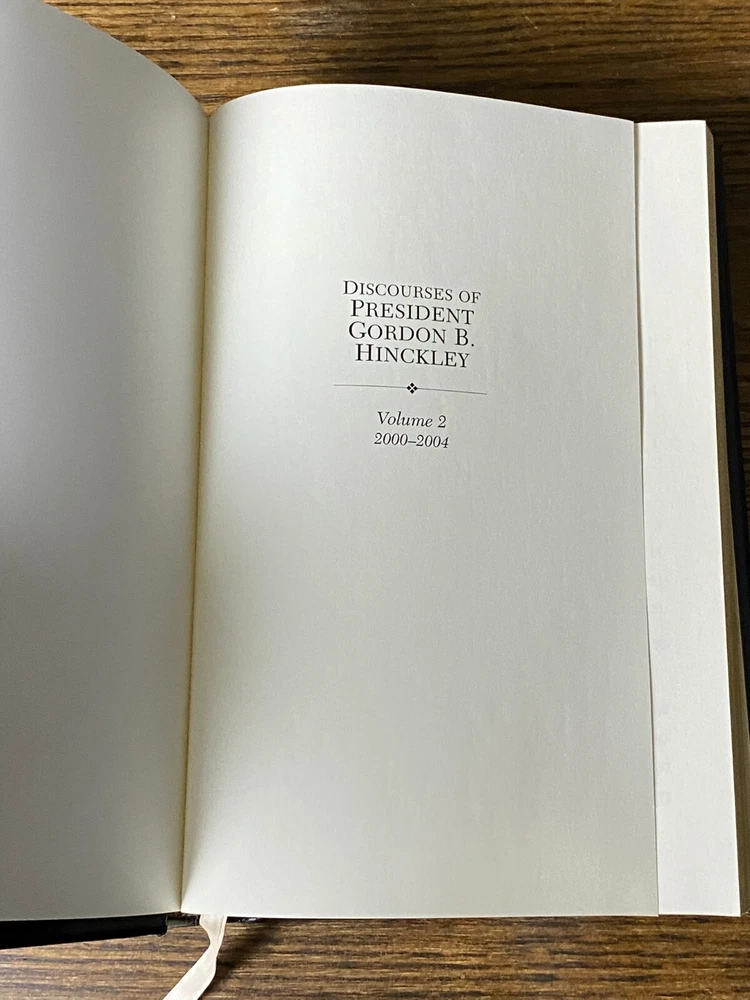 Discourses of
President
Gordon B.
Hinckley
Volume 2
2000–2004